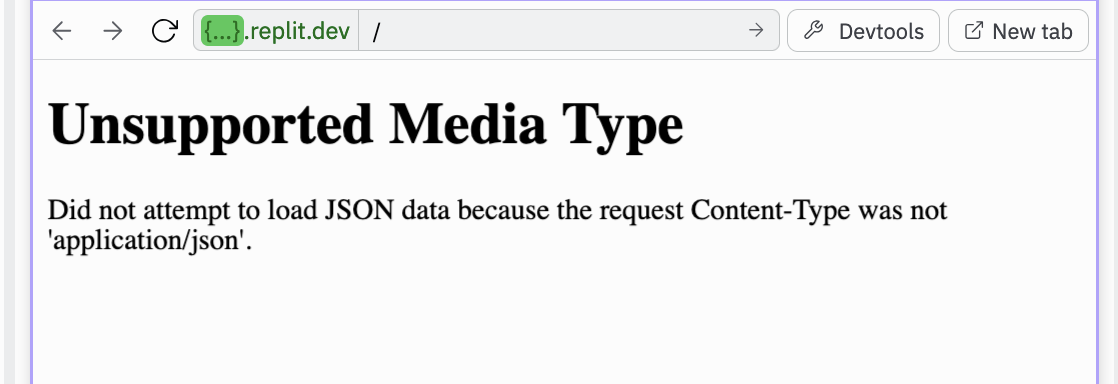 {...}.replit.dev / Devtools New tab
Unsupported Media Type
Did not attempt to load JSON data because the request Content-Type was not
'application/json'.